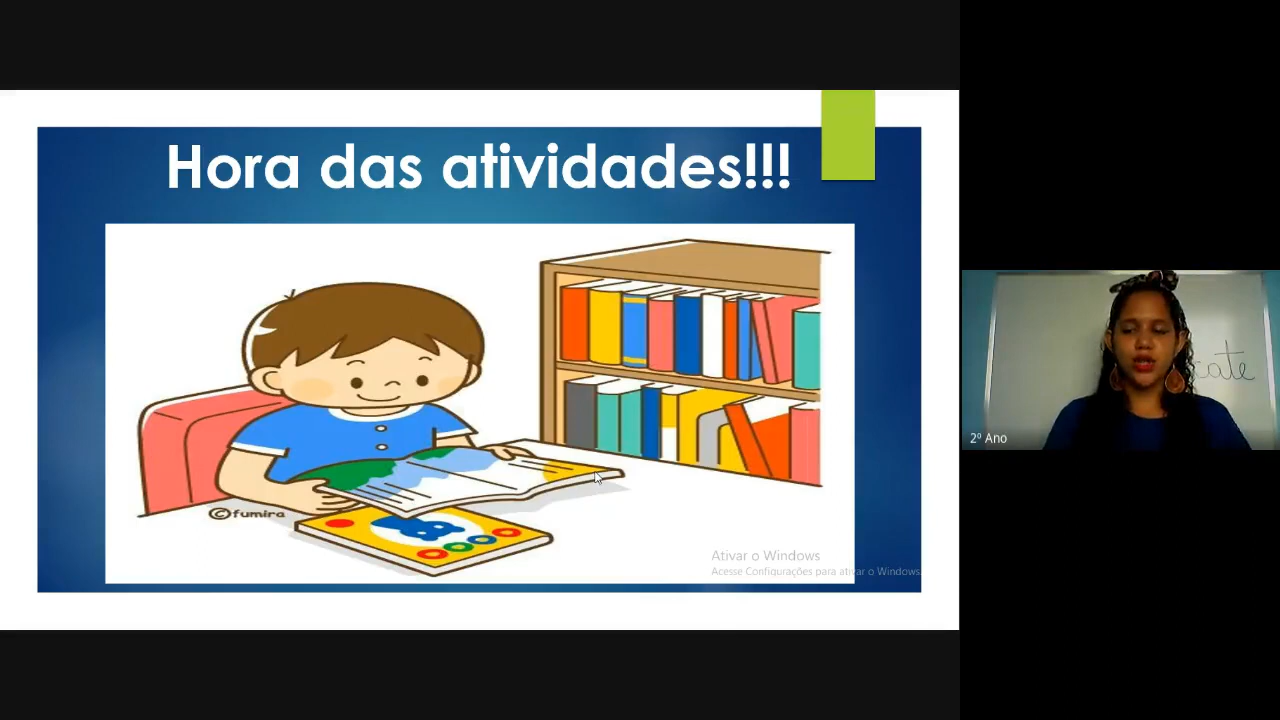 Hora das atividades!!!
©fumira
Ativar o Windows
Acesse Configurações para ativar o Windows.
2º Ano